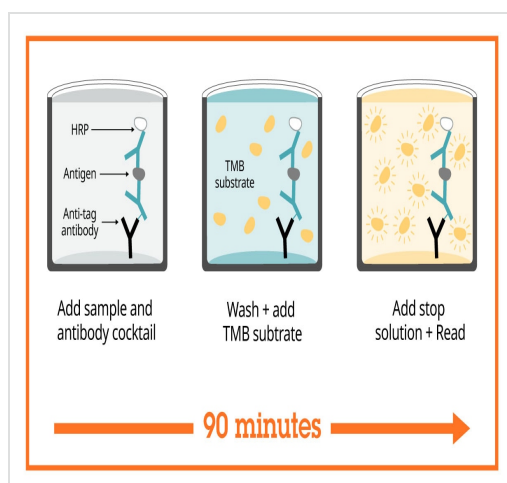 HRP
Antigen
Anti-tag
antibody
TMB
substrate
Add sample and
antibody cocktail
Wash + add
TMB subtrate
Add stop
solution + Read
90 minutes